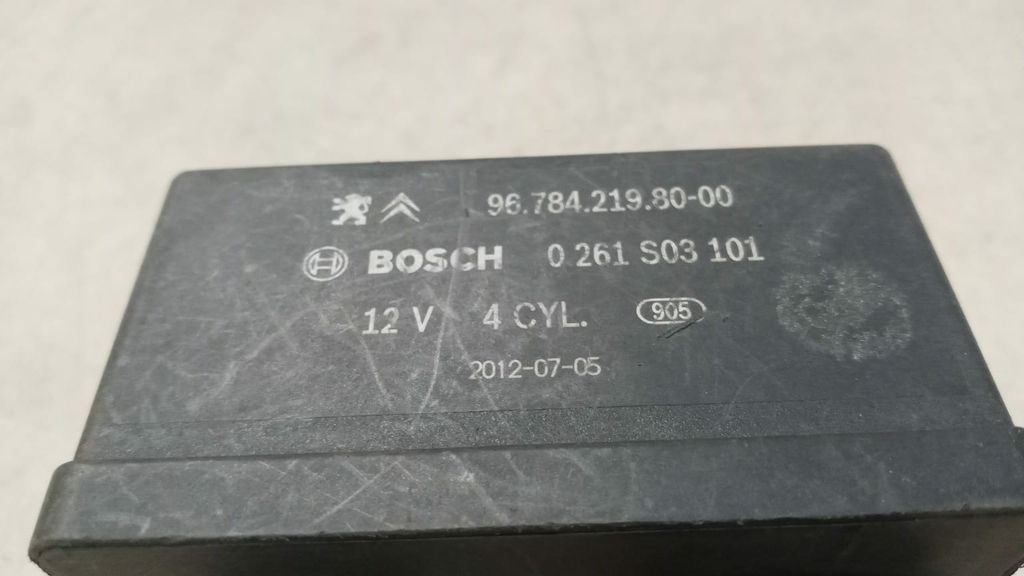 96.784.219.80-00
BOSCH 0 261 S03 101
12 V 4 CYL. 905
2012-07-05